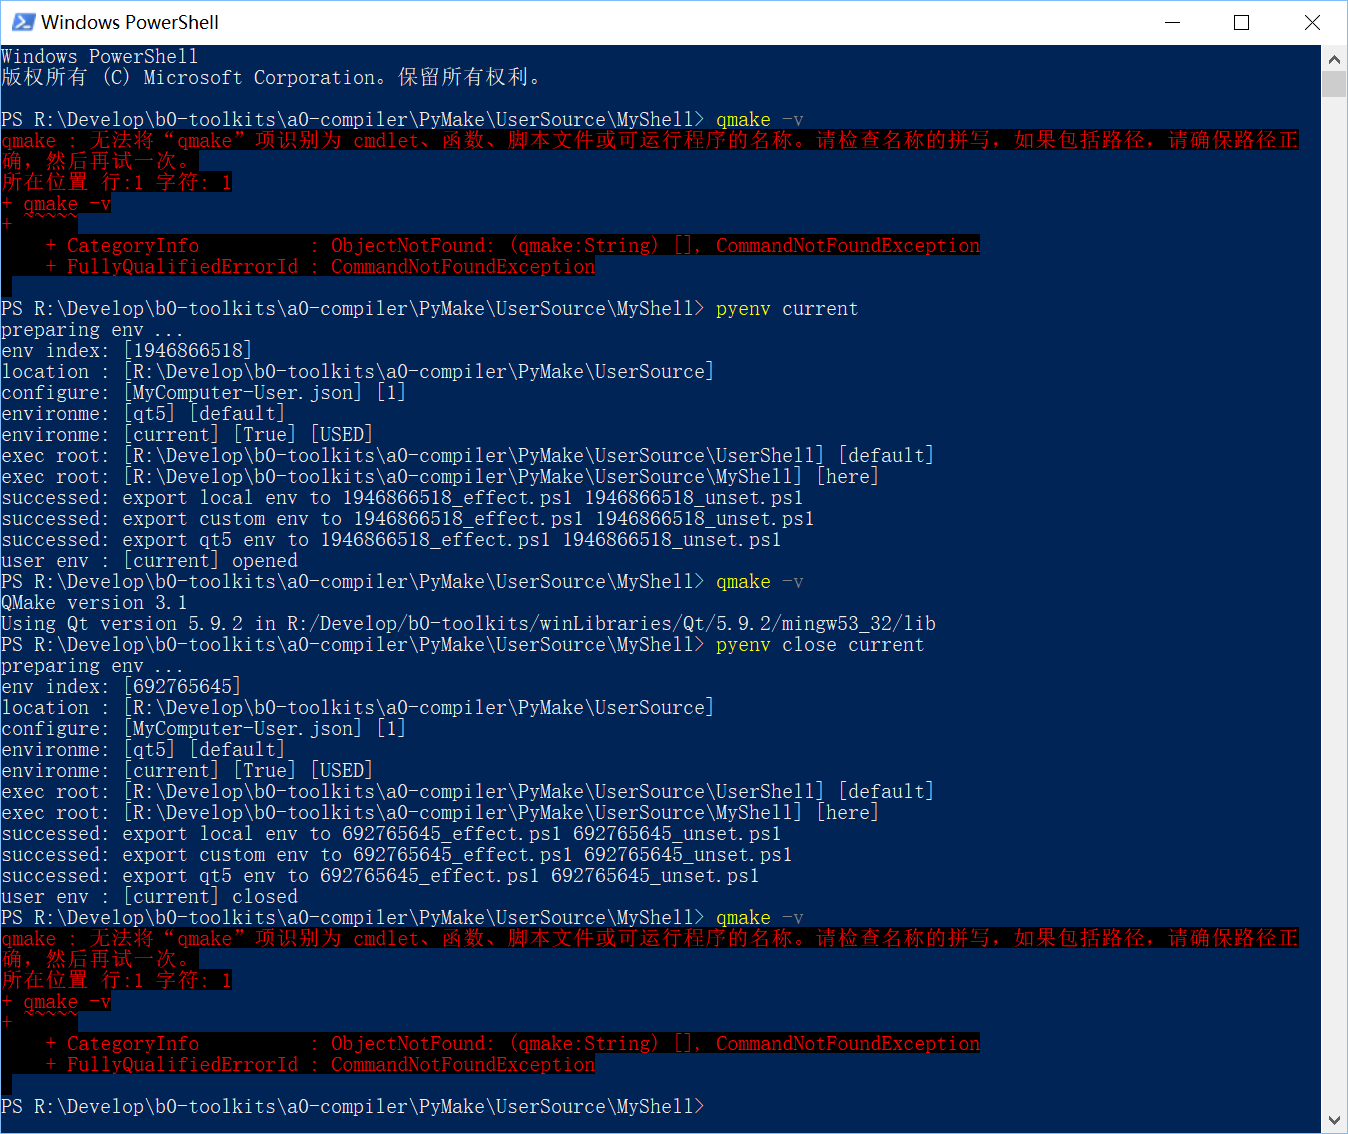 Windows PowerShell
Windows PowerShell
版权所有 (C) Microsoft Corporation。保留所有权利。
PS R:\Develop\b0-toolkits\a0-compiler\PyMake\UserSource\MyShell> qmake -v
qmake : 无法将“qmake”项识别为 cmdlet、函数、脚本文件或可运行程序的名称。请检查名称的拼写，如果包括路径，请确保路径正
确，然后再试一次。
所在位置 行:1 字符: 1
+ qmake -v
+ ~~~~~
    + CategoryInfo          : ObjectNotFound: (qmake:String) [], CommandNotFoundException
    + FullyQualifiedErrorId : CommandNotFoundException
PS R:\Develop\b0-toolkits\a0-compiler\PyMake\UserSource\MyShell> pyenv current
preparing env ...
env index: [1946866518]
location : [R:\Develop\b0-toolkits\a0-compiler\PyMake\UserSource]
configure: [MyComputer-User.json] [1]
environme: [qt5] [default]
environme: [current] [True] [USED]
exec root: [R:\Develop\b0-toolkits\a0-compiler\PyMake\UserSource\UserShell] [default]
exec root: [R:\Develop\b0-toolkits\a0-compiler\PyMake\UserSource\MyShell] [here]
successed: export local env to 1946866518_effect.ps1 1946866518_unset.ps1
successed: export custom env to 1946866518_effect.ps1 1946866518_unset.ps1
successed: export qt5 env to 1946866518_effect.ps1 1946866518_unset.ps1
user env : [current] opened
PS R:\Develop\b0-toolkits\a0-compiler\PyMake\UserSource\MyShell> qmake -v
QMake version 3.1
Using Qt version 5.9.2 in R:/Develop/b0-toolkits/winLibraries/Qt/5.9.2/mingw53_32/lib
PS R:\Develop\b0-toolkits\a0-compiler\PyMake\UserSource\MyShell> pyenv close current
preparing env ...
env index: [692765645]
location : [R:\Develop\b0-toolkits\a0-compiler\PyMake\UserSource]
configure: [MyComputer-User.json] [1]
environme: [qt5] [default]
environme: [current] [True] [USED]
exec root: [R:\Develop\b0-toolkits\a0-compiler\PyMake\UserSource\UserShell] [default]
exec root: [R:\Develop\b0-toolkits\a0-compiler\PyMake\UserSource\MyShell] [here]
successed: export local env to 692765645_effect.ps1 692765645_unset.ps1
successed: export custom env to 692765645_effect.ps1 692765645_unset.ps1
successed: export qt5 env to 692765645_effect.ps1 692765645_unset.ps1
user env : [current] closed
PS R:\Develop\b0-toolkits\a0-compiler\PyMake\UserSource\MyShell> qmake -v
qmake : 无法将“qmake”项识别为 cmdlet、函数、脚本文件或可运行程序的名称。请检查名称的拼写，如果包括路径，请确保路径正
确，然后再试一次。
所在位置 行:1 字符: 1
+ qmake -v
+ ~~~~~
    + CategoryInfo          : ObjectNotFound: (qmake:String) [], CommandNotFoundException
    + FullyQualifiedErrorId : CommandNotFoundException
PS R:\Develop\b0-toolkits\a0-compiler\PyMake\UserSource\MyShell>